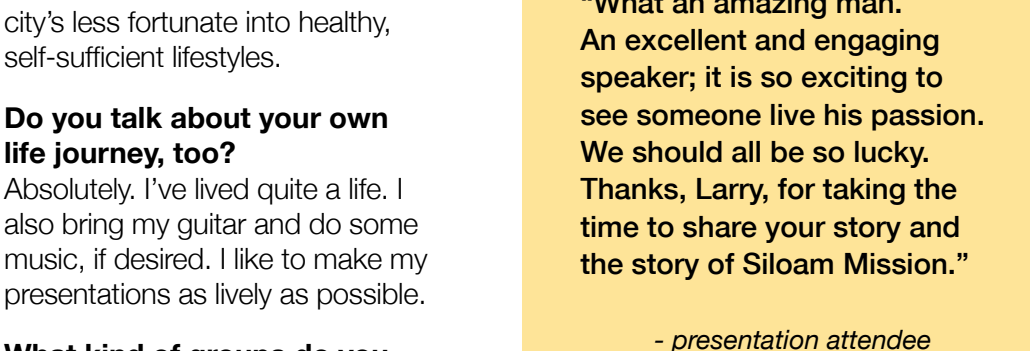 city's less fortunate into healthy,
self-sufficient lifestyles.
Do you talk about your own
life journey, too?
Absolutely. I've lived quite a life. I
also bring my guitar and do some
music, if desired. I like to make my
presentations as lively as possible.
What kind of groups do you
"What an amazing man.
An excellent and engaging
speaker; it is so exciting to
see someone live his passion.
We should all be so lucky.
Thanks, Larry, for taking the
time to share your story and
the story of Siloam Mission."
- presentation attendee